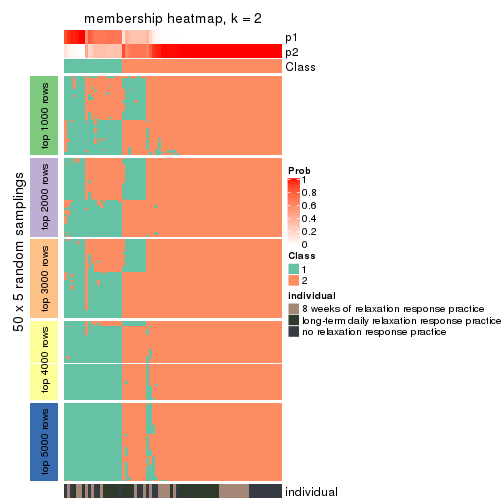 membership heatmap, k = 2
p1
p2
Class
50 x 5 random samplings
top 1000 rows
top 2000 rows
top 3000 rows
top 4000 rows
top 5000 rows
Prob
1
0.8
0.6
0.4
0.2
0
Class
1
2
individual
8 weeks of relaxation response practice
long-term daily relaxation response practice
no relaxation response practice
individual